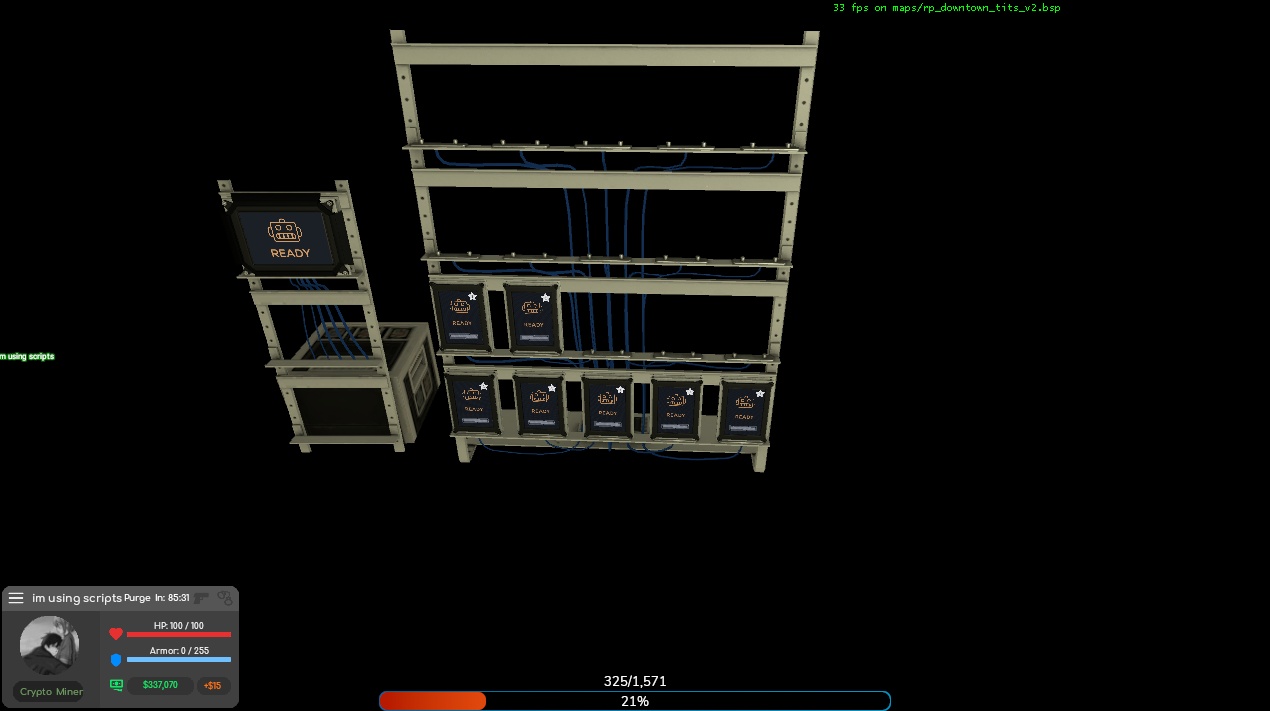 33 fps on maps/rp_downtown_tits_v2.bsp
READY
READY
READY
im using scripts
READY
READY
READY
READY
READY
im using scripts Purge In: 85:31
HP: 100 / 100
Armor: 0 / 255
$337,070 +$15
Crypto Miner
325/1,571
21%